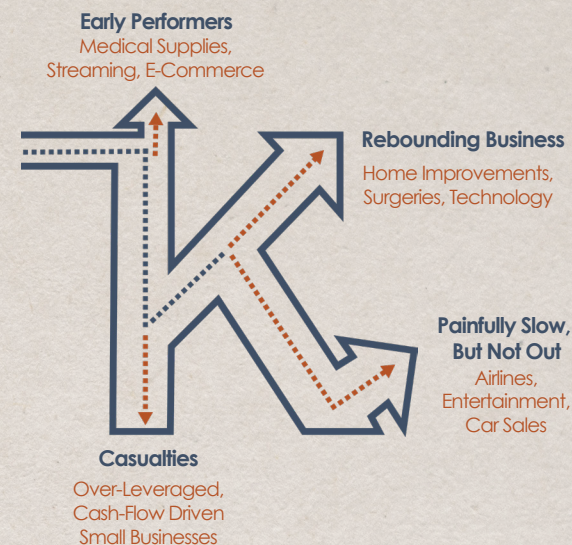 Early Performers
Medical Supplies,
Streaming, E-Commerce
Rebounding Business
Home Improvements,
Surgeries, Technology
Painfully Slow,
But Not Out
Airlines,
Entertainment,
Car Sales
Casualties
Over-Leveraged,
Cash-Flow Driven
Small Businesses